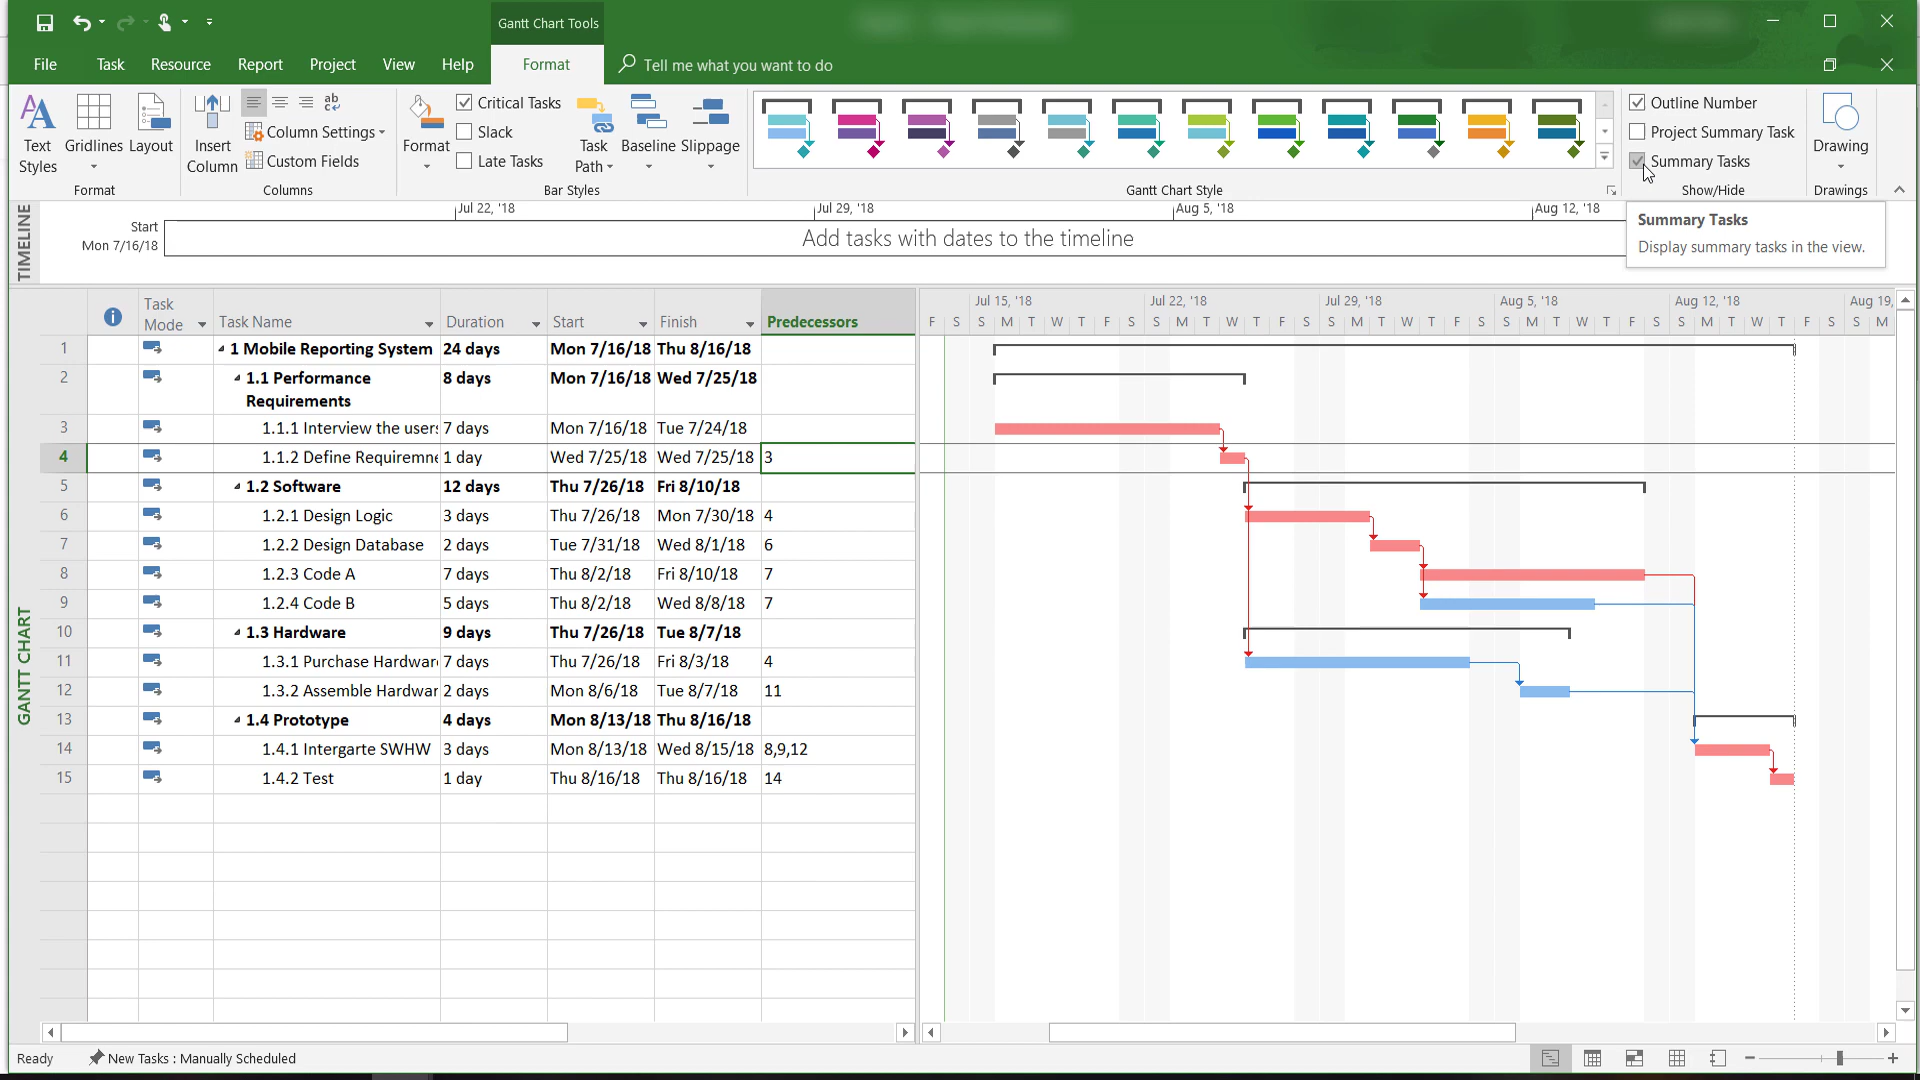 Gantt Chart Tools
File Task Resource Report Project View Help Format Tell me what you want to do
Text Styles
Gridlines
Layout
Format
Insert Column
Column Settings
Custom Fields
Columns
Format
Critical Tasks
Slack
Late Tasks
Task Path
Baseline
Slippage
Bar Styles
Gantt Chart Style
Outline Number
Project Summary Task
Summary Tasks
Show/Hide
Drawing
Drawings
Summary Tasks
Display summary tasks in the view.
TIMELINE
Start
Mon 7/16/18
Jul 22, '18 Jul 29, '18 Aug 5, '18 Aug 12, '18
Add tasks with dates to the timeline
GANTT CHART
Task Mode Task Name Duration Start Finish Predecessors
Jul 15, '18 Jul 22, '18 Jul 29, '18 Aug 5, '18 Aug 12, '18 Aug 19,
F S S M T W T F S S M T W T F S S M T W T F S S M T W T F S S M T W T F S S M
1 1 Mobile Reporting System 24 days Mon 7/16/18 Thu 8/16/18
2 1.1 Performance Requirements 8 days Mon 7/16/18 Wed 7/25/18
3 1.1.1 Interview the users 7 days Mon 7/16/18 Tue 7/24/18
4 1.1.2 Define Requiremne 1 day Wed 7/25/18 Wed 7/25/18 3
5 1.2 Software 12 days Thu 7/26/18 Fri 8/10/18
6 1.2.1 Design Logic 3 days Thu 7/26/18 Mon 7/30/18 4
7 1.2.2 Design Database 2 days Tue 7/31/18 Wed 8/1/18 6
8 1.2.3 Code A 7 days Thu 8/2/18 Fri 8/10/18 7
9 1.2.4 Code B 5 days Thu 8/2/18 Wed 8/8/18 7
10 1.3 Hardware 9 days Thu 7/26/18 Tue 8/7/18
11 1.3.1 Purchase Hardwar 7 days Thu 7/26/18 Fri 8/3/18 4
12 1.3.2 Assemble Hardwar 2 days Mon 8/6/18 Tue 8/7/18 11
13 1.4 Prototype 4 days Mon 8/13/18 Thu 8/16/18
14 1.4.1 Intergarte SWHW 3 days Mon 8/13/18 Wed 8/15/18 8,9,12
15 1.4.2 Test 1 day Thu 8/16/18 Thu 8/16/18 14
Ready New Tasks : Manually Scheduled